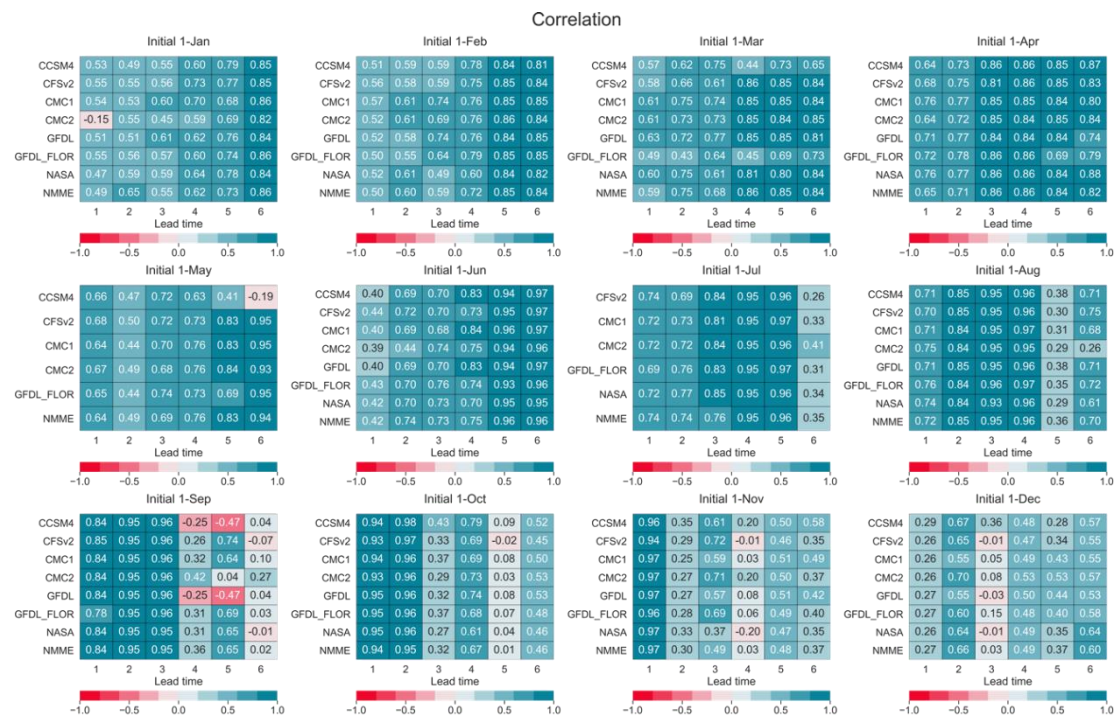 Correlation
Initial 1-Jan
CCSM4 0.53 0.49 0.55 0.60 0.79 0.85
CFSv2 0.55 0.55 0.56 0.73 0.77 0.85
CMC1 0.54 0.53 0.60 0.70 0.68 0.86
CMC2 -0.15 0.55 0.45 0.59 0.69 0.82
GFDL 0.51 0.51 0.61 0.62 0.76 0.84
GFDL_FLOR 0.55 0.56 0.57 0.60 0.74 0.86
NASA 0.47 0.59 0.59 0.64 0.78 0.84
NMME 0.49 0.65 0.55 0.62 0.73 0.86
1 2 3 4 5 6
Lead time
−1.0 −0.5 0.0 0.5 1.0
Initial 1-Feb
CCSM4 0.51 0.59 0.59 0.78 0.84 0.81
CFSv2 0.56 0.58 0.59 0.74 0.85 0.84
CMC1 0.57 0.61 0.74 0.76 0.85 0.85
CMC2 0.52 0.61 0.69 0.76 0.86 0.84
GFDL 0.52 0.58 0.74 0.76 0.85 0.84
GFDL_FLOR 0.50 0.55 0.64 0.79 0.85 0.85
NASA 0.52 0.61 0.49 0.60 0.84 0.82
NMME 0.50 0.60 0.59 0.72 0.85 0.84
1 2 3 4 5 6
Lead time
−1.0 −0.5 0.0 0.5 1.0
Initial 1-Mar
CCSM4 0.57 0.62 0.75 0.44 0.73 0.65
CFSv2 0.58 0.66 0.61 0.86 0.85 0.84
CMC1 0.61 0.75 0.74 0.85 0.85 0.84
CMC2 0.61 0.73 0.73 0.85 0.84 0.85
GFDL 0.63 0.72 0.77 0.85 0.85 0.81
GFDL_FLOR 0.49 0.43 0.64 0.45 0.69 0.73
NASA 0.60 0.75 0.61 0.81 0.80 0.84
NMME 0.59 0.75 0.68 0.86 0.85 0.84
1 2 3 4 5 6
Lead time
−1.0 −0.5 0.0 0.5 1.0
Initial 1-Apr
CCSM4 0.64 0.73 0.86 0.86 0.85 0.87
CFSv2 0.68 0.75 0.81 0.86 0.83 0.83
CMC1 0.76 0.77 0.85 0.84 0.84 0.80
CMC2 0.64 0.72 0.85 0.86 0.84 0.84
GFDL 0.71 0.77 0.84 0.84 0.84 0.74
GFDL_FLOR 0.72 0.78 0.86 0.86 0.69 0.79
NASA 0.76 0.77 0.86 0.84 0.84 0.88
NMME 0.65 0.71 0.86 0.86 0.84 0.82
1 2 3 4 5 6
Lead time
−1.0 −0.5 0.0 0.5 1.0
Initial 1-May
CCSM4 0.66 0.47 0.72 0.63 0.41 -0.19
CFSv2 0.68 0.50 0.72 0.73 0.83 0.95
CMC1 0.64 0.44 0.70 0.76 0.83 0.95
CMC2 0.67 0.49 0.68 0.76 0.84 0.93
GFDL_FLOR 0.65 0.44 0.74 0.73 0.69 0.95
NMME 0.64 0.49 0.69 0.76 0.83 0.94
1 2 3 4 5 6
Lead time
−1.0 −0.5 0.0 0.5 1.0
Initial 1-Jun
CCSM4 0.40 0.69 0.70 0.83 0.94 0.97
CFSv2 0.44 0.72 0.70 0.73 0.95 0.96
CMC1 0.40 0.69 0.68 0.84 0.96 0.97
CMC2 0.39 0.44 0.74 0.75 0.94 0.96
GFDL 0.40 0.69 0.70 0.83 0.94 0.97
GFDL_FLOR 0.43 0.70 0.76 0.74 0.93 0.96
NASA 0.42 0.70 0.73 0.70 0.95 0.95
NMME 0.42 0.74 0.73 0.75 0.96 0.96
1 2 3 4 5 6
Lead time
−1.0 −0.5 0.0 0.5 1.0
Initial 1-Jul
CFSv2 0.74 0.69 0.84 0.95 0.96 0.26
CMC1 0.72 0.73 0.81 0.95 0.97 0.33
CMC2 0.72 0.72 0.84 0.95 0.96 0.41
GFDL_FLOR 0.69 0.76 0.83 0.95 0.97 0.31
NASA 0.72 0.77 0.85 0.95 0.96 0.34
NMME 0.74 0.74 0.76 0.95 0.96 0.35
1 2 3 4 5 6
Lead time
−1.0 −0.5 0.0 0.5 1.0
Initial 1-Aug
CCSM4 0.71 0.85 0.95 0.96 0.38 0.71
CFSv2 0.70 0.85 0.95 0.96 0.30 0.75
CMC1 0.71 0.84 0.95 0.97 0.31 0.68
CMC2 0.75 0.84 0.95 0.95 0.29 0.26
GFDL 0.71 0.85 0.95 0.96 0.38 0.71
GFDL_FLOR 0.76 0.84 0.96 0.97 0.35 0.72
NASA 0.74 0.84 0.93 0.96 0.29 0.61
NMME 0.72 0.85 0.95 0.96 0.36 0.70
1 2 3 4 5 6
Lead time
−1.0 −0.5 0.0 0.5 1.0
Initial 1-Sep
CCSM4 0.84 0.95 0.96 -0.25 -0.47 0.04
CFSv2 0.85 0.95 0.96 0.26 0.74 -0.07
CMC1 0.84 0.95 0.96 0.32 0.64 0.10
CMC2 0.84 0.95 0.96 0.42 0.04 0.27
GFDL 0.84 0.95 0.96 -0.25 -0.47 0.04
GFDL_FLOR 0.78 0.95 0.96 0.31 0.69 0.03
NASA 0.84 0.95 0.95 0.31 0.65 -0.01
NMME 0.84 0.95 0.95 0.36 0.65 0.02
1 2 3 4 5 6
Lead time
−1.0 −0.5 0.0 0.5 1.0
Initial 1-Oct
CCSM4 0.94 0.98 0.43 0.79 0.09 0.52
CFSv2 0.93 0.97 0.33 0.69 -0.02 0.45
CMC1 0.94 0.96 0.37 0.69 0.08 0.50
CMC2 0.93 0.96 0.29 0.73 0.03 0.53
GFDL 0.95 0.96 0.32 0.74 0.08 0.53
GFDL_FLOR 0.94 0.96 0.37 0.68 0.07 0.48
NASA 0.95 0.96 0.27 0.61 0.04 0.46
NMME 0.94 0.95 0.32 0.67 0.01 0.46
1 2 3 4 5 6
Lead time
−1.0 −0.5 0.0 0.5 1.0
Initial 1-Nov
CCSM4 0.96 0.35 0.61 0.20 0.50 0.58
CFSv2 0.94 0.29 0.72 -0.01 0.46 0.35
CMC1 0.97 0.25 0.59 0.03 0.51 0.49
CMC2 0.97 0.27 0.71 0.20 0.50 0.37
GFDL 0.97 0.27 0.57 0.08 0.51 0.42
GFDL_FLOR 0.96 0.28 0.69 0.06 0.49 0.40
NASA 0.97 0.33 0.37 -0.20 0.47 0.35
NMME 0.97 0.30 0.49 0.03 0.48 0.37
1 2 3 4 5 6
Lead time
−1.0 −0.5 0.0 0.5 1.0
Initial 1-Dec
CCSM4 0.29 0.67 0.36 0.48 0.28 0.57
CFSv2 0.26 0.66 -0.01 0.47 0.34 0.55
CMC1 0.26 0.55 0.05 0.49 0.43 0.55
CMC2 0.26 0.70 0.08 0.53 0.53 0.57
GFDL 0.27 0.55 -0.03 0.50 0.44 0.53
GFDL_FLOR 0.27 0.60 0.15 0.48 0.40 0.58
NASA 0.26 0.64 -0.01 0.49 0.35 0.64
NMME 0.27 0.66 0.03 0.49 0.37 0.60
1 2 3 4 5 6
Lead time
−1.0 −0.5 0.0 0.5 1.0